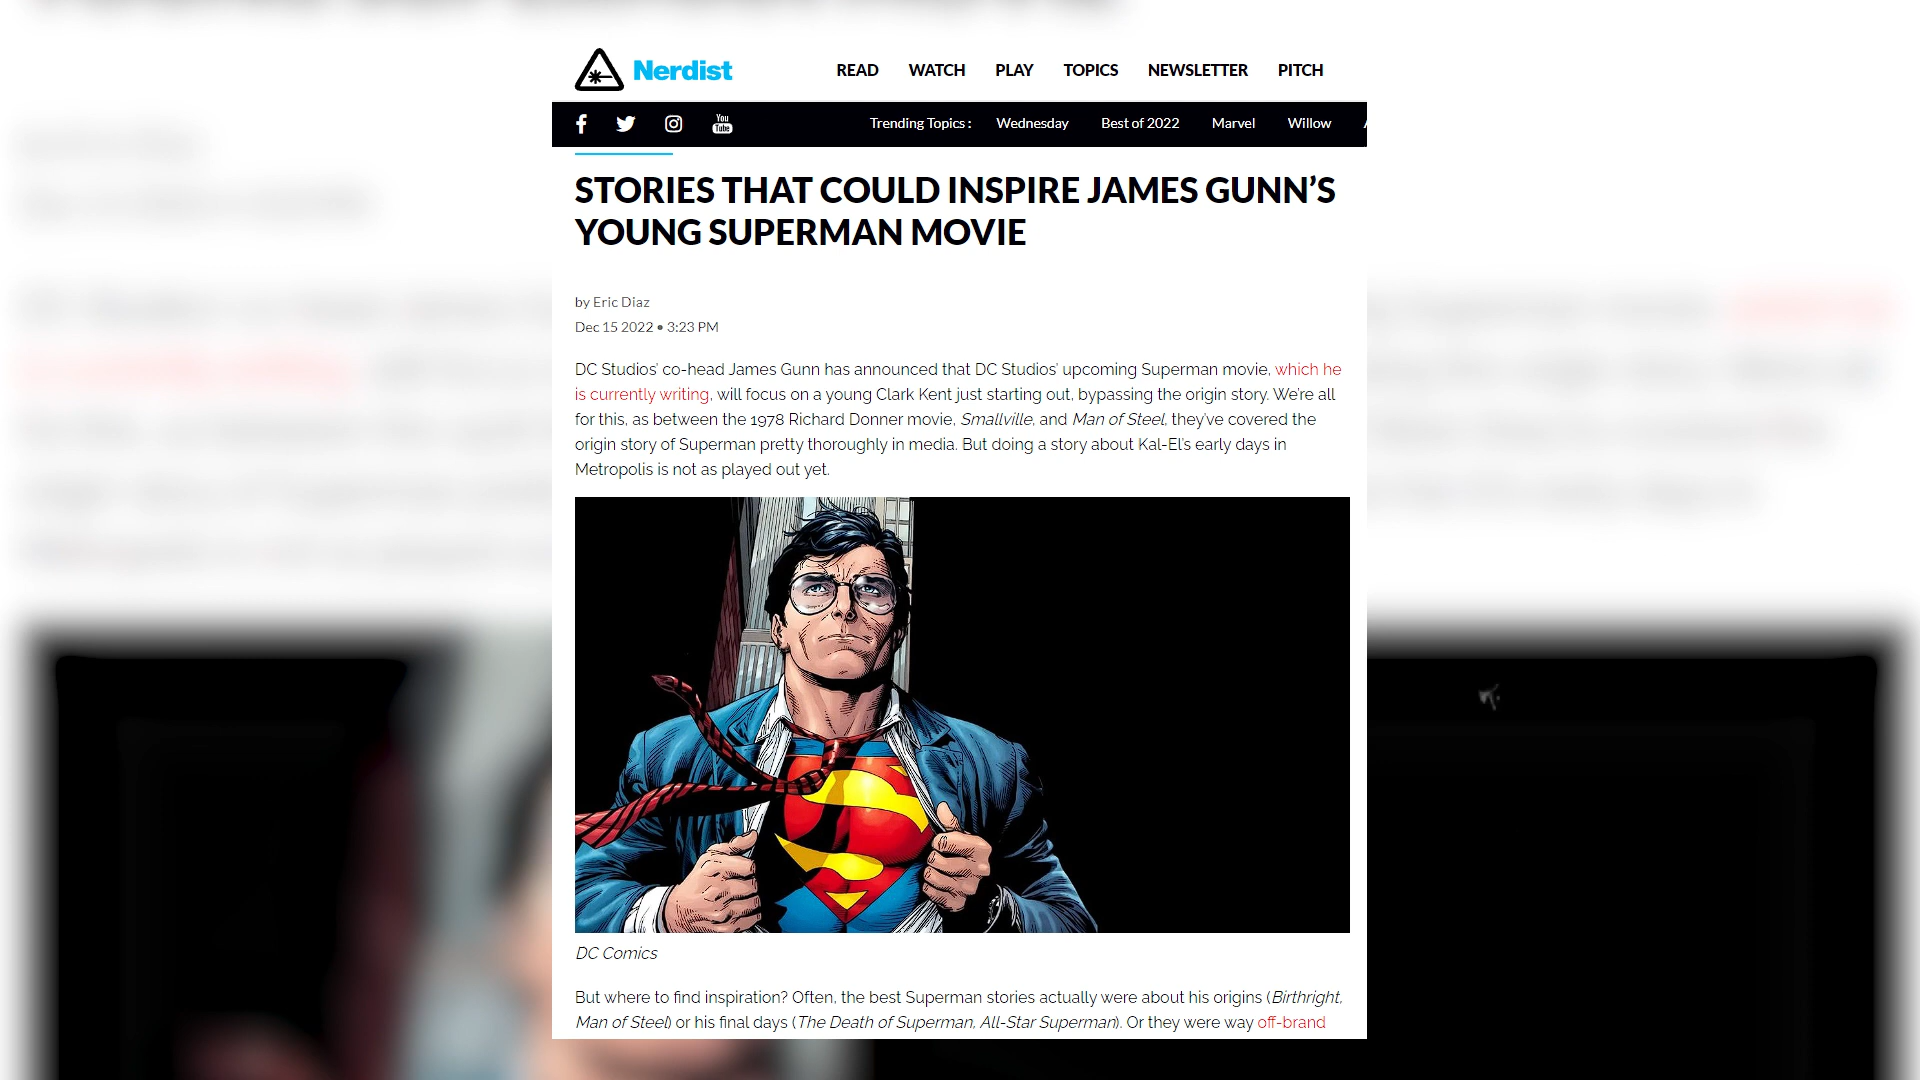 Nerdist
READ WATCH PLAY TOPICS NEWSLETTER PITCH
You
Tube
Trending Topics : Wednesday Best of 2022 Marvel Willow
STORIES THAT COULD INSPIRE JAMES GUNN’S
YOUNG SUPERMAN MOVIE
by Eric Diaz
Dec 15 2022 • 3:23 PM
DC Studios’ co-head James Gunn has announced that DC Studios’ upcoming Superman movie, which he
is currently writing, will focus on a young Clark Kent just starting out, bypassing the origin story. We’re all
for this, as between the 1978 Richard Donner movie, Smallville, and Man of Steel, they’ve covered the
origin story of Superman pretty thoroughly in media. But doing a story about Kal-El’s early days in
Metropolis is not as played out yet.
S
DC Comics
But where to find inspiration? Often, the best Superman stories actually were about his origins (Birthright,
Man of Steel) or his final days (The Death of Superman, All-Star Superman). Or they were way off-brand